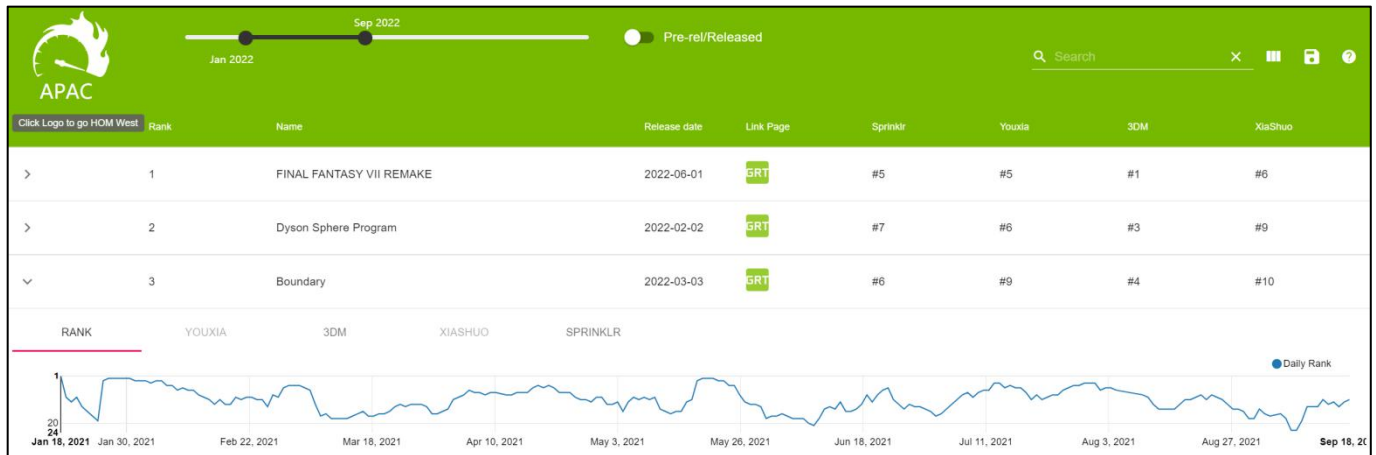 Sep 2022
Pre-rel/Released
Jan 2022
Search
APAC
Click Logo to go HOM West Rank Name Release date Link Page Sprinklr Youxia 3DM XiaShuo
1 FINAL FANTASY VII REMAKE 2022-06-01 GRT #5 #5 #1 #6
2 Dyson Sphere Program 2022-02-02 GRT #7 #6 #3 #9
3 Boundary 2022-03-03 GRT #6 #9 #4 #10
RANK YOUXIA 3DM XIASHUO SPRINKLR
Daily Rank
1
20
24
Jan 18, 2021 Jan 30, 2021 Feb 22, 2021 Mar 18, 2021 Apr 10, 2021 May 3, 2021 May 26, 2021 Jun 18, 2021 Jul 11, 2021 Aug 3, 2021 Aug 27, 2021 Sep 18, 20